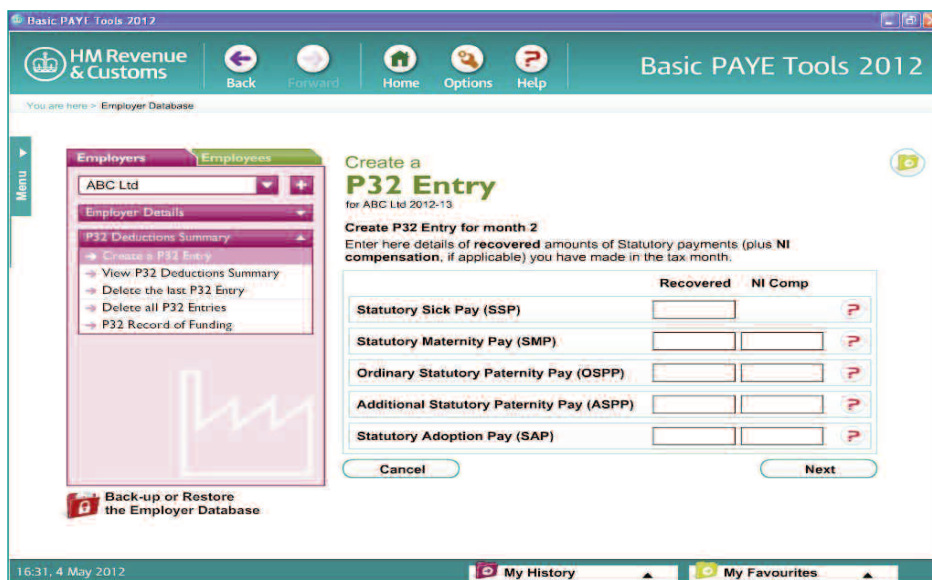 Basic PAYE Tools 2012
HM Revenue
& Customs
Back
Forward
Home
Options
Help
Basic PAYE Tools 2012
You are here > Employer Database
Menu
Employers
Employees
ABC Ltd
Employer Details
P32 Deductions Summary
Create a P32 Entry
View P32 Deductions Summary
Delete the last P32 Entry
Delete all P32 Entries
P32 Record of Funding
Back-up or Restore
the Employer Database
Create a
P32 Entry
for ABC Ltd 2012-13
Create P32 Entry for month 2
Enter here details of recovered amounts of Statutory payments (plus NI
compensation, if applicable) you have made in the tax month.
Recovered NI Comp
Statutory Sick Pay (SSP) ?
Statutory Maternity Pay (SMP) ?
Ordinary Statutory Paternity Pay (OSPP) ?
Additional Statutory Paternity Pay (ASPP) ?
Statutory Adoption Pay (SAP) ?
Cancel
Next
16:31, 4 May 2012
My History
My Favourites